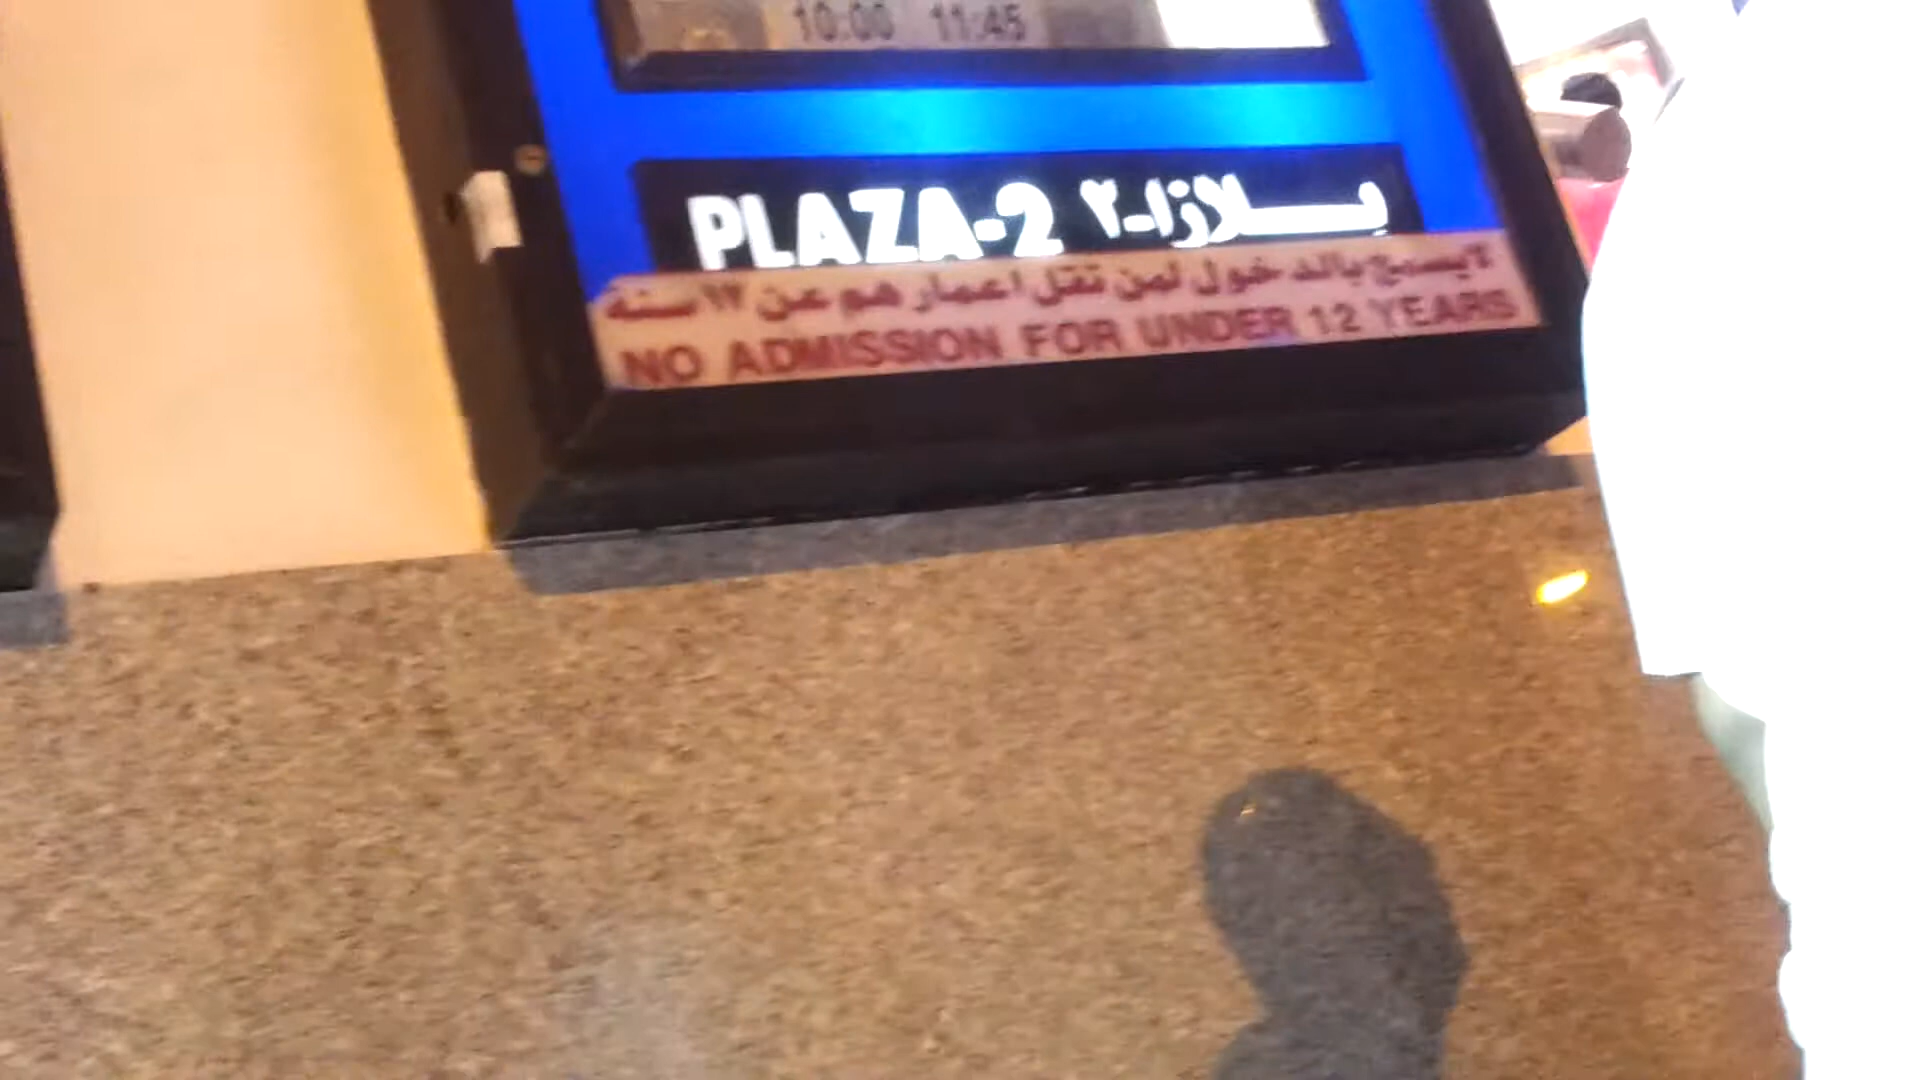 10:00 11:45
PLAZA-2 بلازا-٢
لايسمح بالدخول لمن تقل اعمارهم عن ١٢ سنة
NO ADMISSION FOR UNDER 12 YEARS